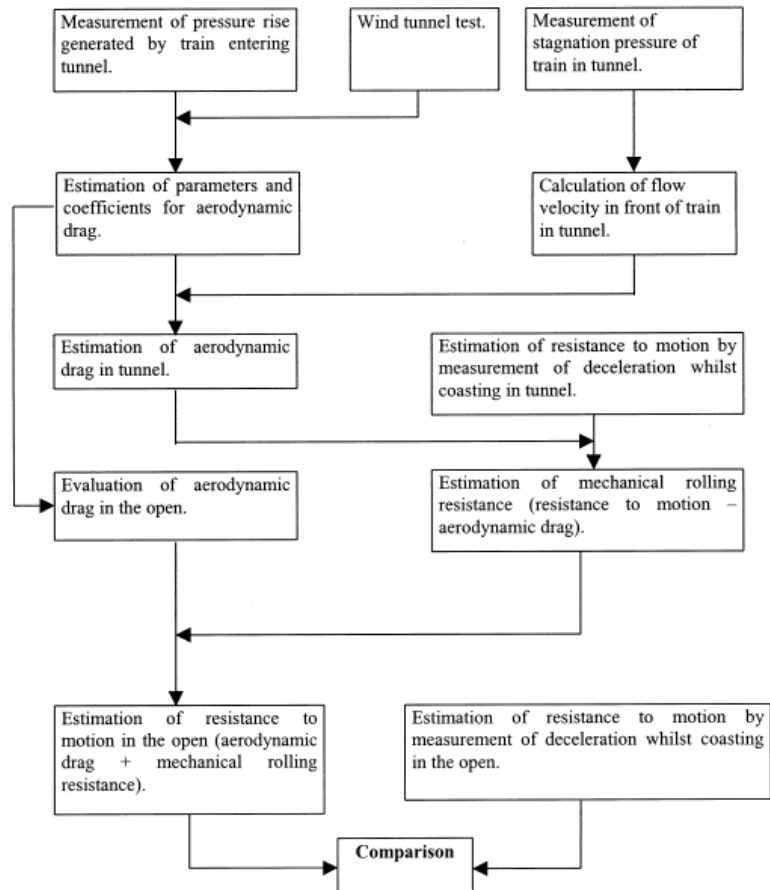 Measurement of pressure rise
generated by train entering
tunnel.
Wind tunnel test.
Measurement of
stagnation pressure of
train in tunnel.
Estimation of parameters and
coefficients for aerodynamic
drag.
Calculation of flow
velocity in front of train
in tunnel.
Estimation of aerodynamic
drag in tunnel.
Estimation of resistance to motion by
measurement of deceleration whilst
coasting in tunnel.
Evaluation of aerodynamic
drag in the open.
Estimation of mechanical rolling
resistance (resistance to motion –
aerodynamic drag).
Estimation of resistance to
motion in the open (aerodynamic
drag + mechanical rolling
resistance).
Estimation of resistance to motion by
measurement of deceleration whilst coasting
in the open.
Comparison